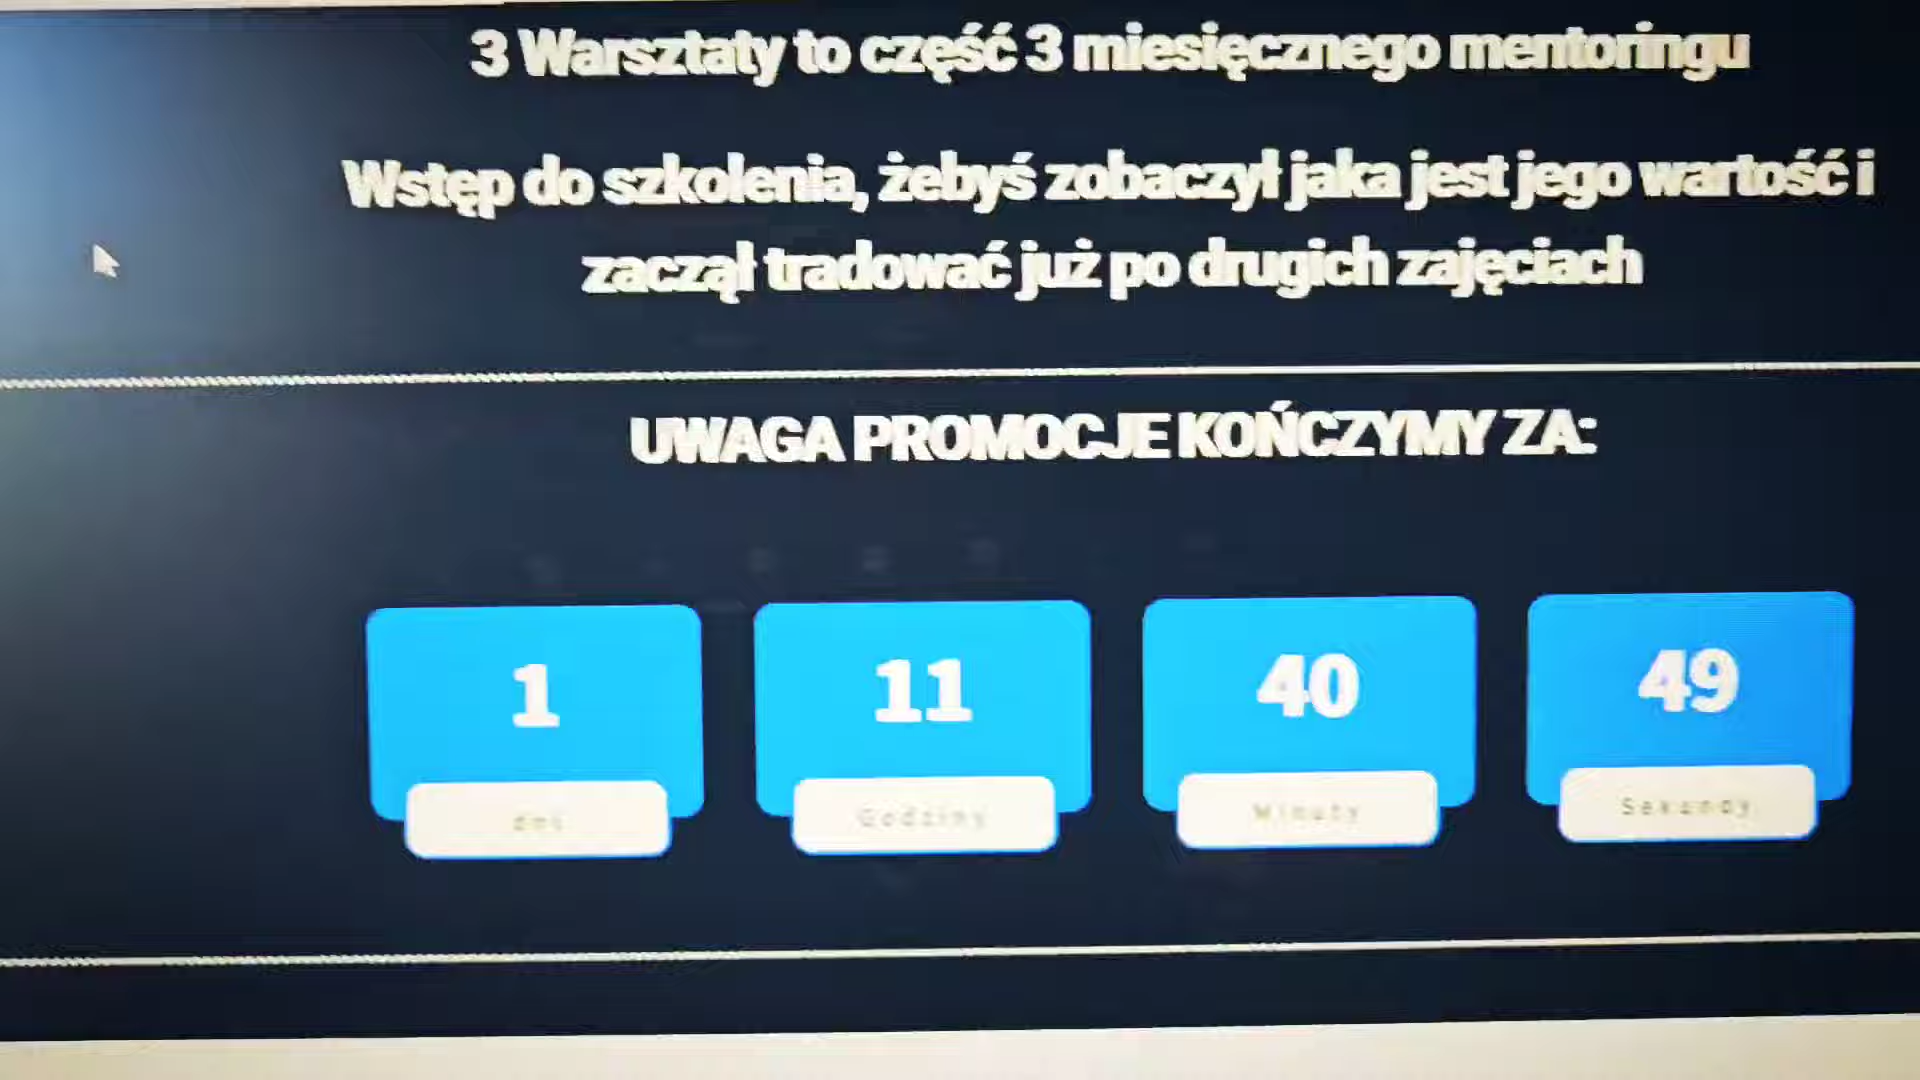 3 Warsztaty to część 3 miesięcznego mentoringu
Wstęp do szkolenia, żebyś zobaczył jaka jest jego wartość i
zaczął tradować już po drugich zajęciach
UWAGA PROMOCJE KOŃCZYMY ZA:
1 11 40 49
dni Godziny Minuty Sekundy